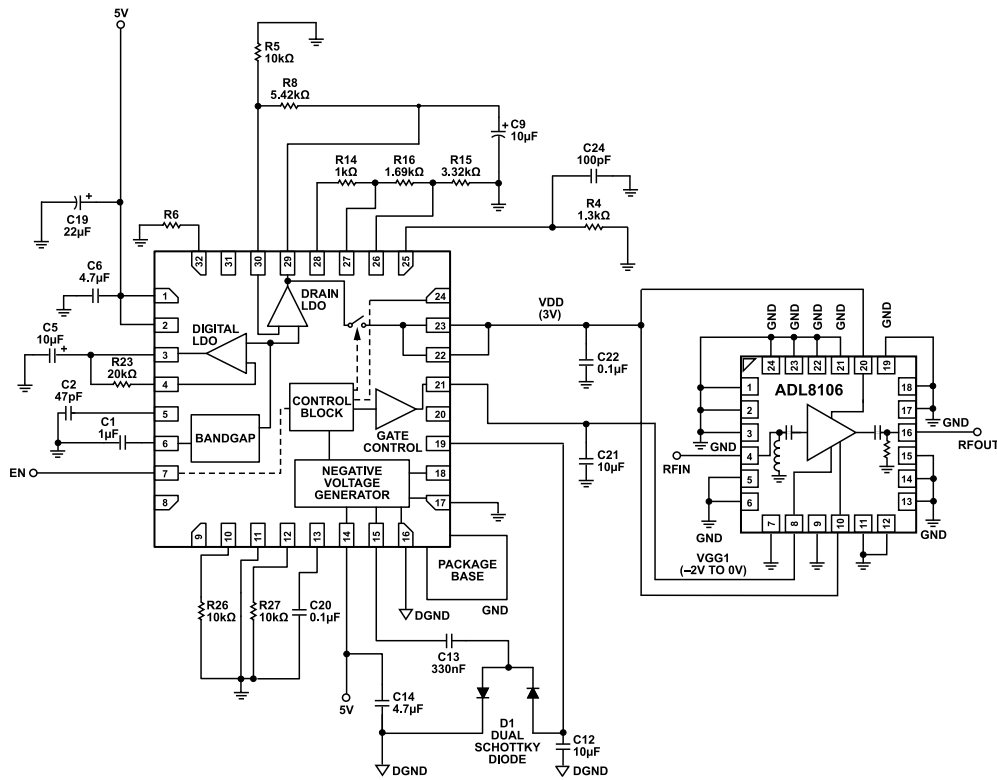 5V
R5
10kΩ
R8
5.42kΩ
C9
10µF
R14
1kΩ
R16
1.69kΩ
R15
3.32kΩ
C24
100pF
R4
1.3kΩ
C19
22µF
R6
C6
4.7µF
C5
10µF
R23
20kΩ
C2
47pF
C1
1µF
EN
32
31
30
29
28
27
26
25
1
2
3
4
5
6
7
8
24
23
22
21
20
19
18
17
9
10
11
12
13
14
15
16
DRAIN
LDO
DIGITAL
LDO
BANDGAP
CONTROL
BLOCK
GATE
CONTROL
NEGATIVE
VOLTAGE
GENERATOR
PACKAGE
BASE
GND
DGND
R26
10kΩ
R27
10kΩ
C20
0.1µF
5V
C14
4.7µF
DGND
C13
330nF
D1
DUAL
SCHOTTKY
DIODE
C12
10µF
DGND
VDD
(3V)
C22
0.1µF
C21
10µF
VGG1
(–2V TO 0V)
GND
GND
GND
GND
GND
24
23
22
21
20
19
ADL8106
1
2
3
4
5
6
18
17
16
15
14
13
7
8
9
10
11
12
GND
GND
RFIN
RFOUT
GND
GND